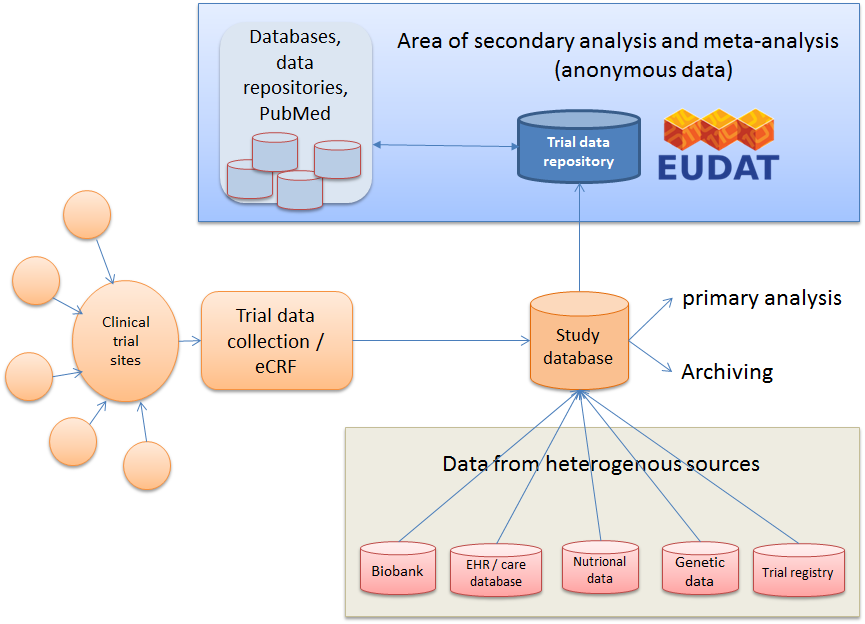 Databases,
data
repositories,
PubMed
Area of secondary analysis and meta-analysis
(anonymous data)
Trial data
repository
EUDAT
Clinical
trial
sites
Trial data
collection /
eCRF
Study
database
primary analysis
Archiving
Data from heterogenous sources
Biobank
EHR / care
database
Nutrional
data
Genetic
data
Trial registry